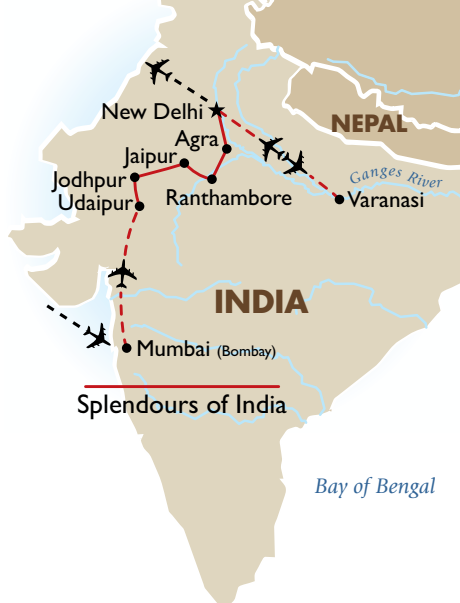 New Delhi
NEPAL
Agra
Jaipur
Ganges River
Jodhpur
Ranthambore
Varanasi
Udaipur
INDIA
Mumbai (Bombay)
Splendours of India
Bay of Bengal